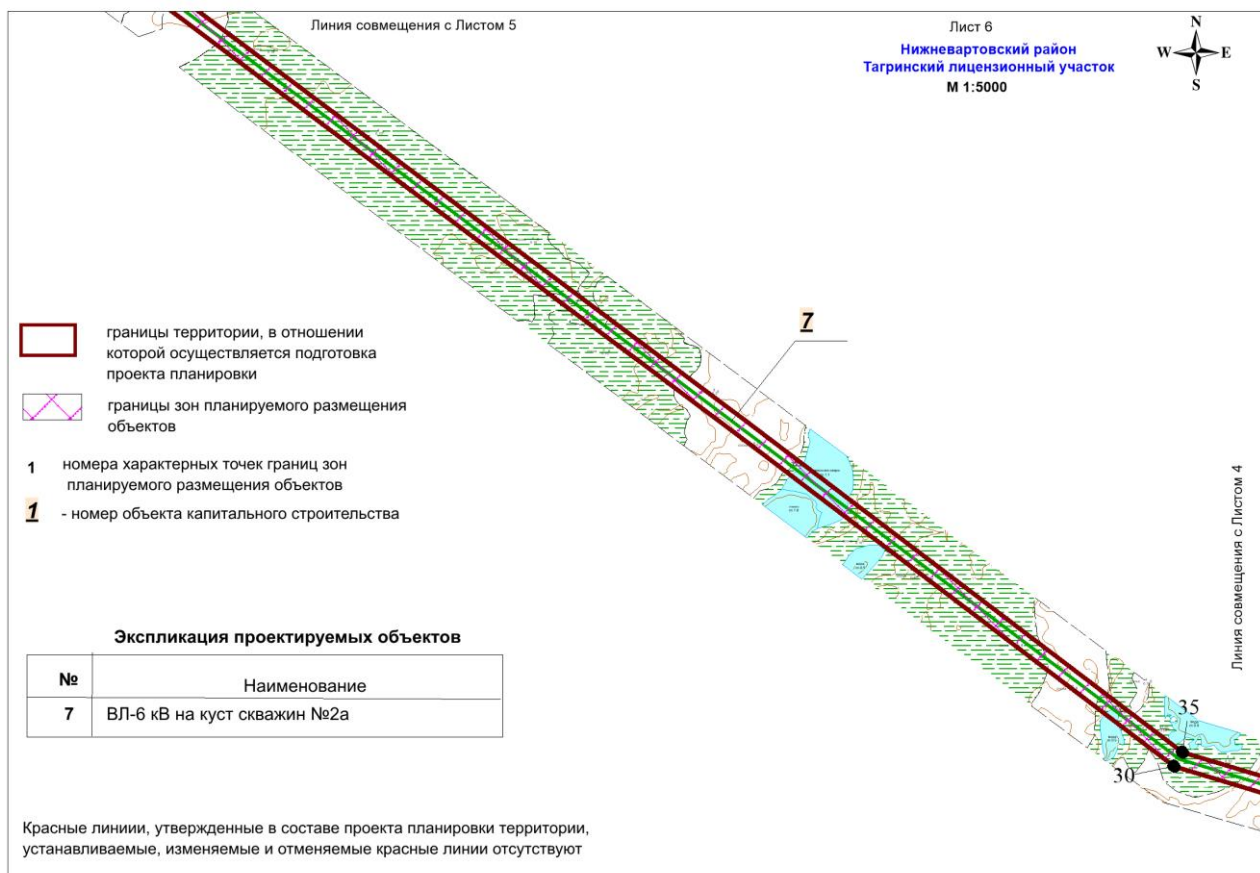 Линия совмещения с Листом 5
Лист 6
Нижневартовский район
Тагринский лицензионный участок
М 1:5000
N
W
E
S
7
границы территории, в отношении
которой осуществляется подготовка
проекта планировки
границы зон планируемого размещения
объектов
1 номера характерных точек границ зон
планируемого размещения объектов
1 - номер объекта капитального строительства
Линия совмещения с Листом 4
Экспликация проектируемых объектов
№ Наименование
7 ВЛ-6 кВ на куст скважин №2а
35
30
Красные линиии, утвержденные в составе проекта планировки территории,
устанавливаемые, изменяемые и отменяемые красные линии отсутствуют